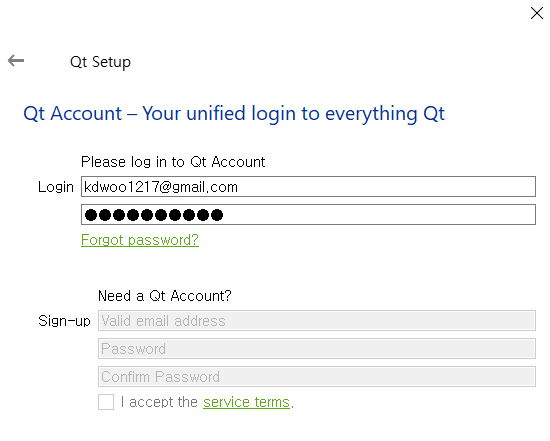 Qt Setup
Qt Account – Your unified login to everything Qt
Please log in to Qt Account
Login kdwoo1217@gmail.com
●●●●●●●●●●
Forgot password?
Need a Qt Account?
Sign-up Valid email address
Password
Confirm Password
I accept the service terms.